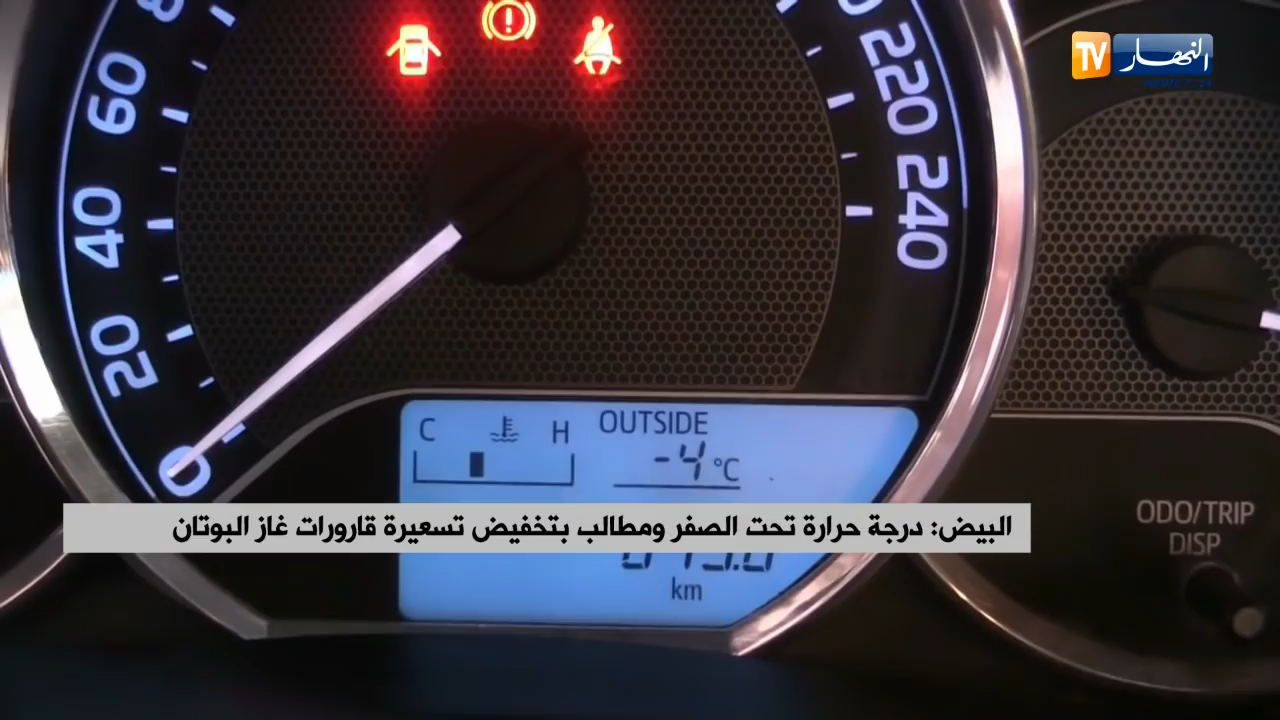 TV النهار
80
60
40
20
0
220
240
C H OUTSIDE
-4 °C
البيض: درجة حرارة تحت الصفر ومطالب بتخفيض تسعيرة قارورات غاز البوتان
km
ODO/TRIP
DISP